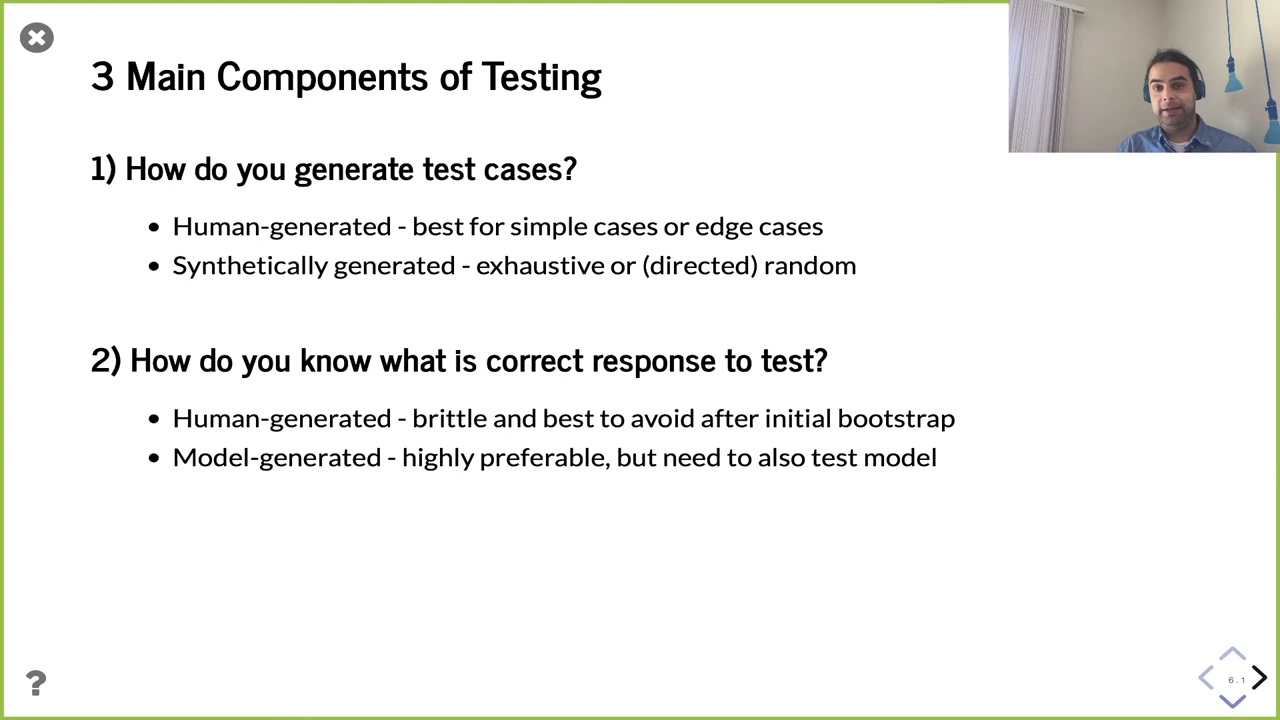 3 Main Components of Testing
1) How do you generate test cases?
• Human-generated - best for simple cases or edge cases
• Synthetically generated - exhaustive or (directed) random
2) How do you know what is correct response to test?
• Human-generated - brittle and best to avoid after initial bootstrap
• Model-generated - highly preferable, but need to also test model
?
6.1